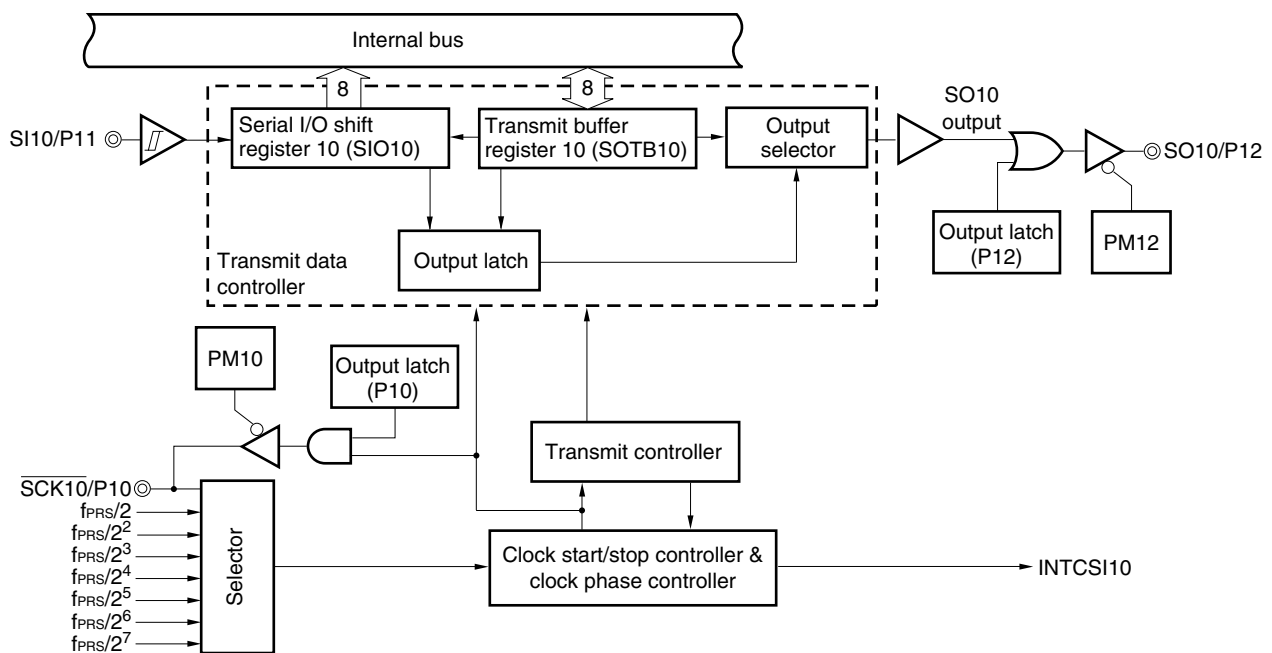 Internal bus
8
8
SI10/P11
Serial I/O shift
register 10 (SIO10)
Transmit buffer
register 10 (SOTB10)
Output
selector
SO10
output
SO10/P12
Output latch
(P12)
PM12
Output latch
Transmit data
controller
PM10
Output latch
(P10)
Transmit controller
S̅C̅K̅1̅0̅/P10
fPRS/2
fPRS/2²
fPRS/2³
fPRS/2⁴
fPRS/2⁵
fPRS/2⁶
fPRS/2⁷
Selector
Clock start/stop controller &
clock phase controller
INTCSI10